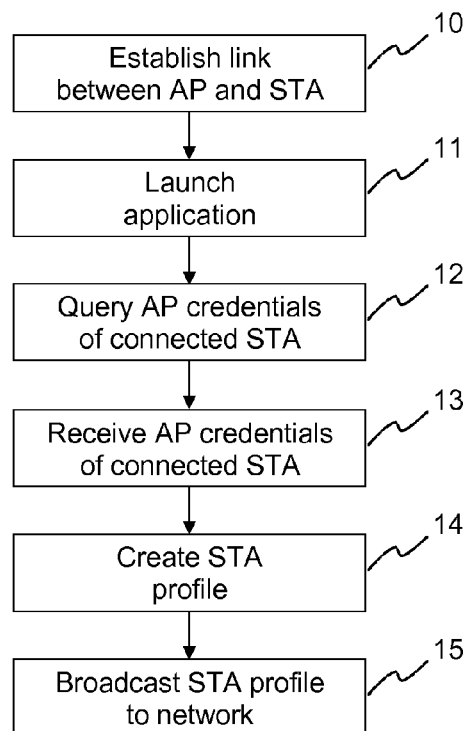 10
Establish link
between AP and STA
11
Launch
application
12
Query AP credentials
of connected STA
13
Receive AP credentials
of connected STA
14
Create STA
profile
15
Broadcast STA profile
to network